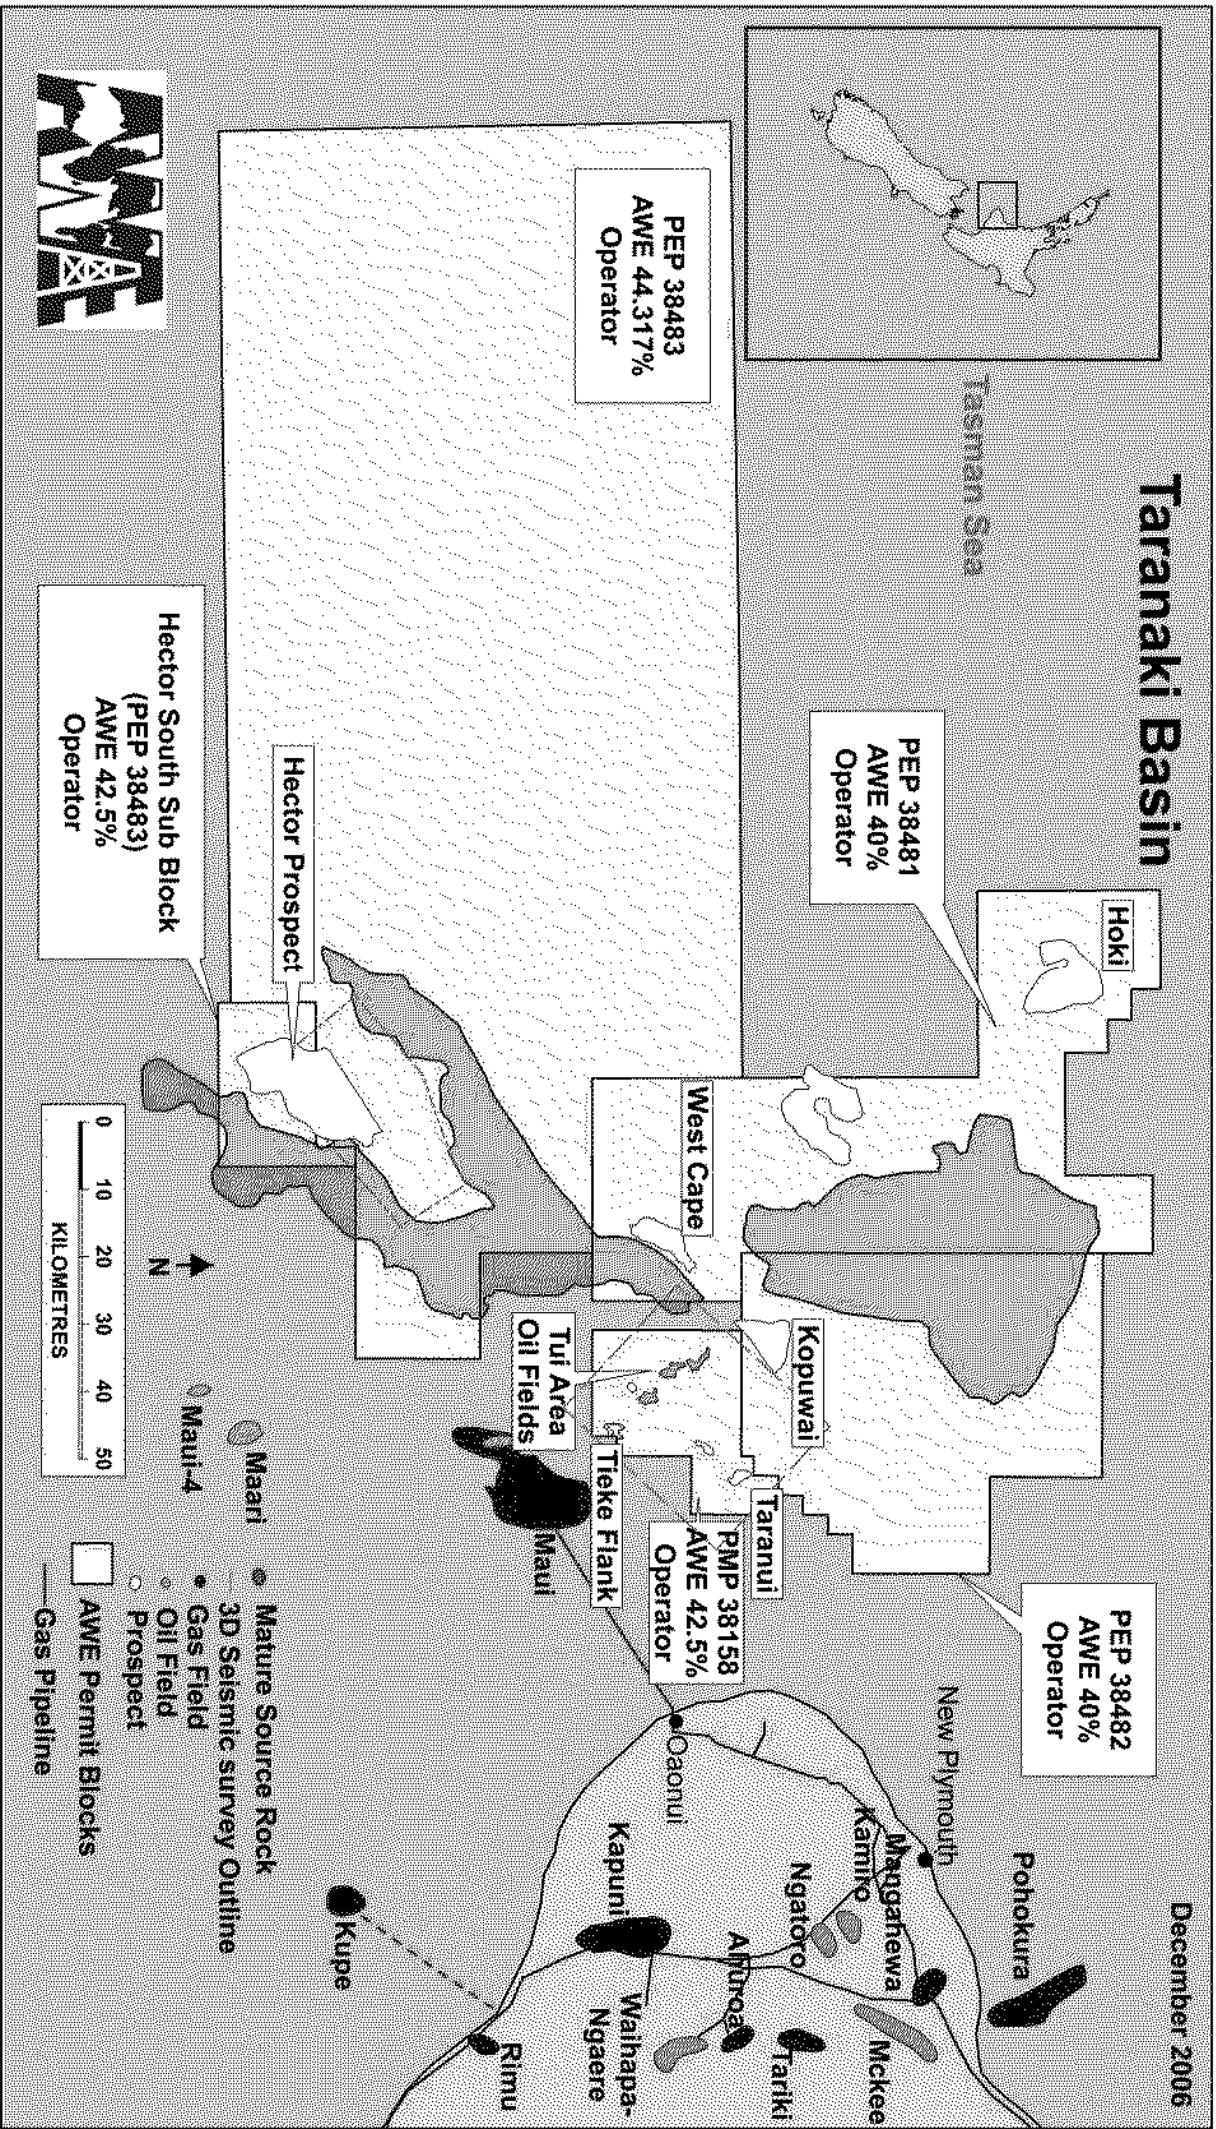 Taranaki Basin
December 2006
Tasman Sea
PEP 38483
AWE 44.317%
Operator
PEP 38481
AWE 40%
Operator
Hoki
PEP 38482
AWE 40%
Operator
West Cape
Kopuwai
Taranui
PMP 38158
AWE 42.5%
Operator
Tui Area
Oil Fields
Tieke Flank
Hector Prospect
Hector South Sub Block
(PEP 38483)
AWE 42.5%
Operator
Maui
Maari
Maui-4
New Plymouth
Oaonui
Pohokura
Mangahewa
Kamiro
Ngatoro
Mckee
Tariki
Ahuroa
Kapuni
Waihapa-
Ngaere
Rimu
Kupe
AWE
0 10 20 30 40 50
KILOMETRES
N
Mature Source Rock
3D Seismic survey Outline
Gas Field
Oil Field
Prospect
AWE Permit Blocks
Gas Pipeline